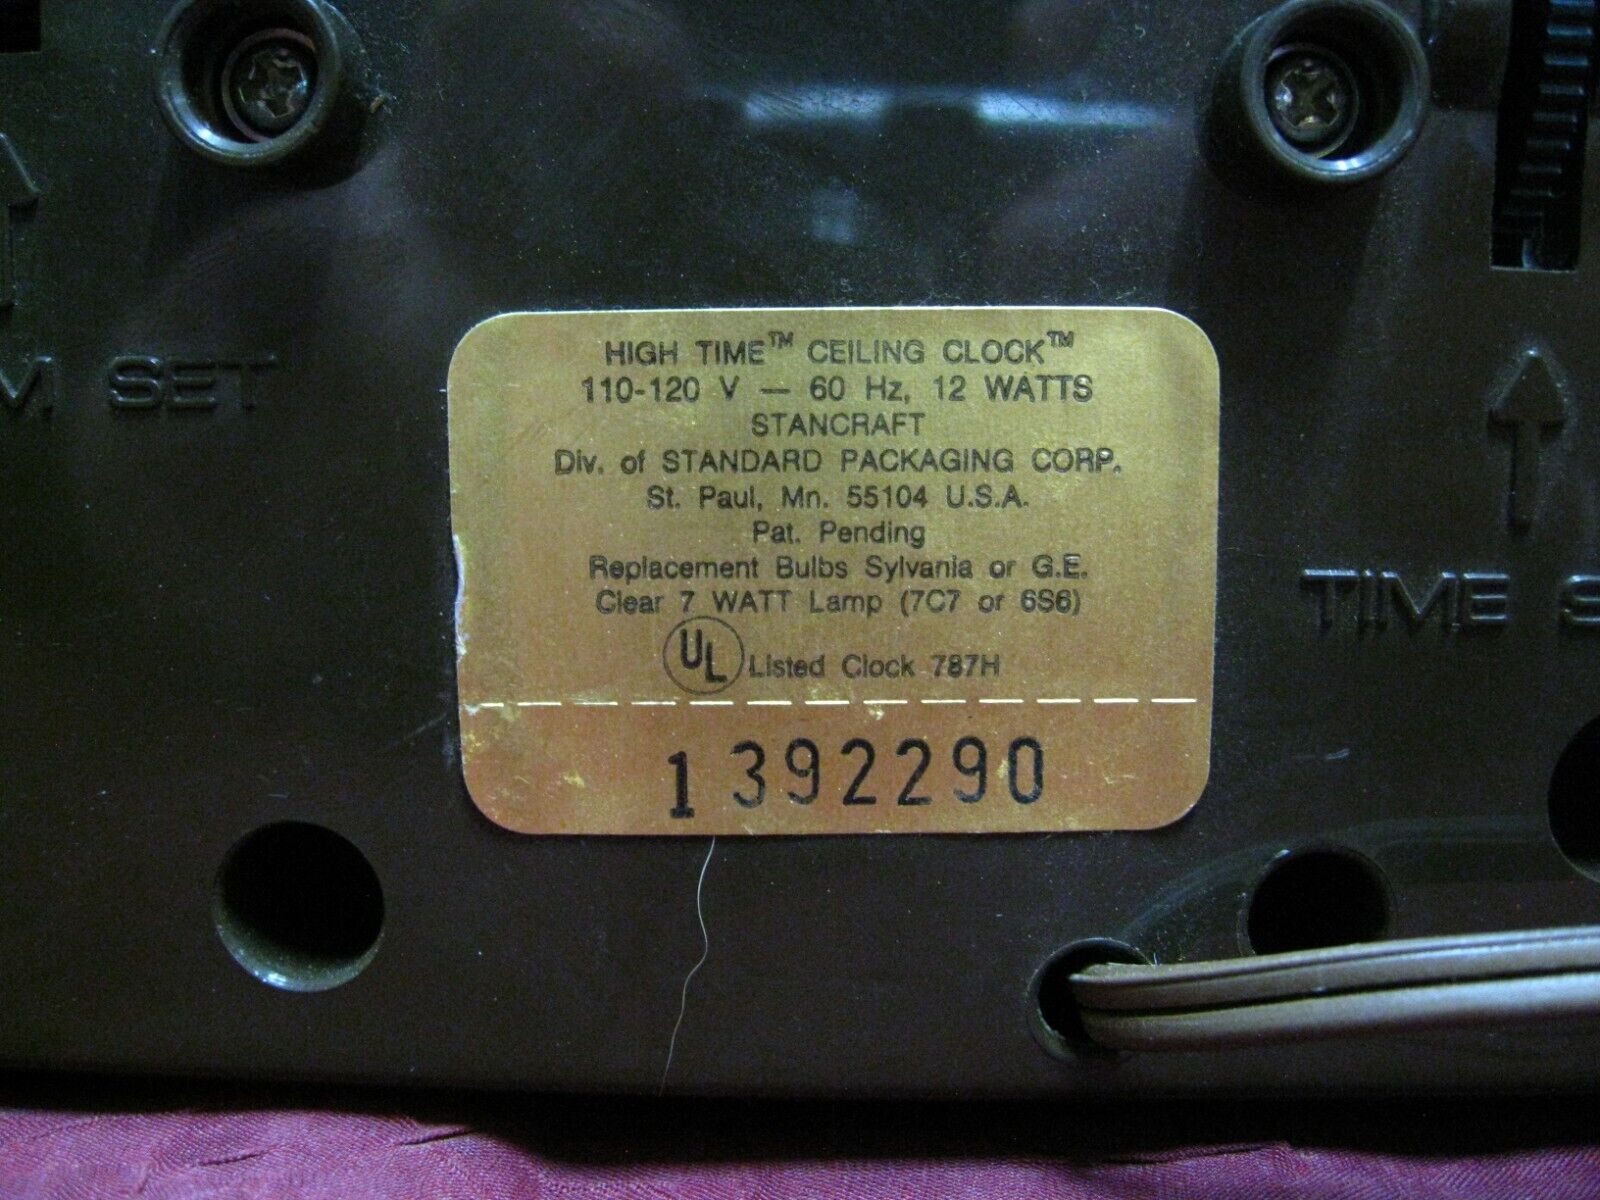 M SET
HIGH TIME™ CEILING CLOCK™
110-120 V — 60 Hz, 12 WATTS
STANCRAFT
Div. of STANDARD PACKAGING CORP.
St. Paul, Mn. 55104 U.S.A.
Pat. Pending
Replacement Bulbs Sylvania or G.E.
Clear 7 WATT Lamp (7C7 or 6S6)
UL Listed Clock 787H
1392290
TIME S